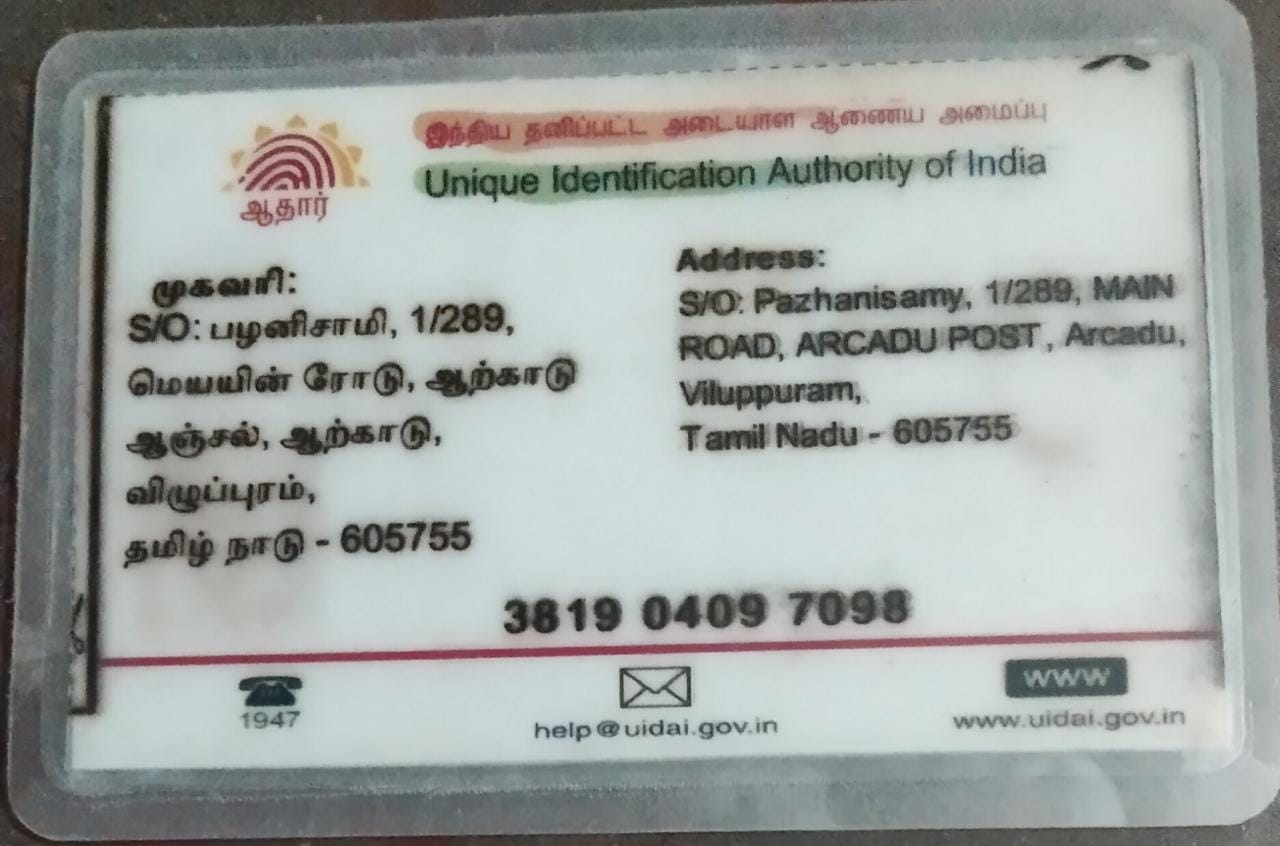 இந்திய தனிப்பட்ட அடையாள ஆணைய அமைப்பு
Unique Identification Authority of India
ஆதார்
முகவரி:
S/O: பழனிசாமி, 1/289,
மெயயின் ரோடு, ஆற்காடு
ஆஞ்சல், ஆற்காடு,
விழுப்புரம்,
தமிழ் நாடு - 605755
Address:
S/O: Pazhanisamy, 1/289, MAIN
ROAD, ARCADU POST, Arcadu,
Viluppuram,
Tamil Nadu - 605755
3819 0409 7098
1947
help@uidai.gov.in
www
www.uidai.gov.in